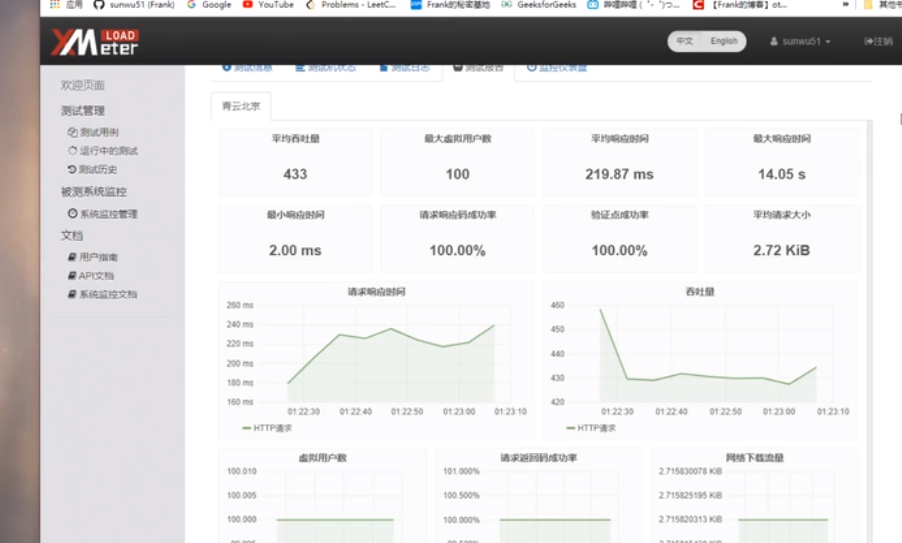 应用 sunwu51 (Frank) Google YouTube Problems - LeetC... Frank的秘密基地 GeeksforGeeks 【Frank的博客】ot... »
XMeter LOAD
中文 English sunwu51 注销
测试信息 测试机状态 测试日志 测试报告 监控仪表盘
欢迎页面
测试管理
测试用例
运行中的测试
测试历史
被测系统监控
系统监控管理
文档
用户指南
API文档
系统监控文档
青云北京
平均吞吐量 最大虚拟用户数 平均响应时间 最大响应时间
433 100 219.87 ms 14.05 s
最小响应时间 请求响应码成功率 验证点成功率 平均请求大小
2.00 ms 100.00% 100.00% 2.72 KiB
请求响应时间
260 ms
240 ms
220 ms
200 ms
180 ms
160 ms
01:22:30 01:22:40 01:22:50 01:23:00 01:23:10
HTTP请求
吞吐量
460
450
440
430
420
01:22:30 01:22:40 01:22:50 01:23:00 01:23:10
HTTP请求
虚拟用户数
100.010
100.005
100.000
请求返回码成功率
101.000%
100.500%
100.000%
网络下载流量
2.715830078 KiB
2.715825195 KiB
2.715820313 KiB